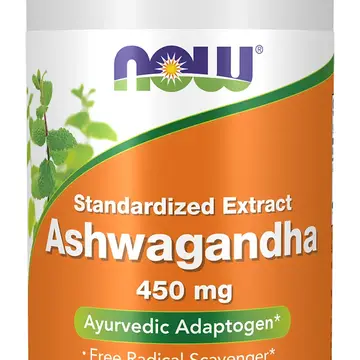 now®
Standardized Extract
Ashwagandha
450 mg
Ayurvedic Adaptogen*
• Free Radical Scavenger*